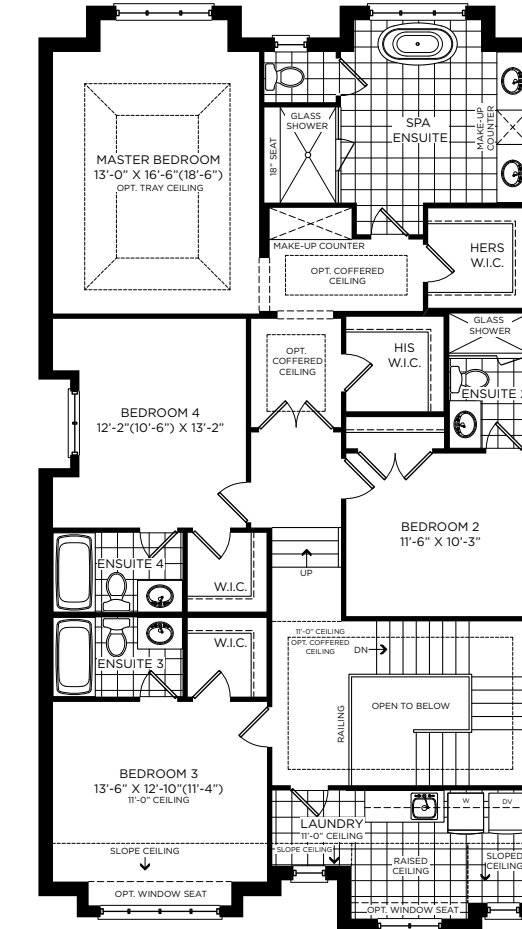 GLASS
SHOWER
18" SEAT
SPA
ENSUITE
MAKE-UP
COUNTER
MASTER BEDROOM
13'-0" X 16'-6"(18'-6")
OPT. TRAY CEILING
MAKE-UP COUNTER
OPT. COFFERED
CEILING
HERS
W.I.C.
OPT.
COFFERED
CEILING
HIS
W.I.C.
GLASS
SHOWER
ENSUITE
BEDROOM 4
12'-2"(10'-6") X 13'-2"
BEDROOM 2
11'-6" X 10'-3"
ENSUITE 4
W.I.C.
UP
ENSUITE 3
W.I.C.
11'-0" CEILING
OPT. COFFERED
CEILING
DN
RAILING
OPEN TO BELOW
BEDROOM 3
13'-6" X 12'-10"(11'-4")
11'-0" CEILING
SLOPE CEILING
OPT. WINDOW SEAT
LAUNDRY
11'-0" CEILING
SLOPE CEILING
W
DV
RAISED
CEILING
SLOPED
CEILING
OPT. WINDOW SEAT